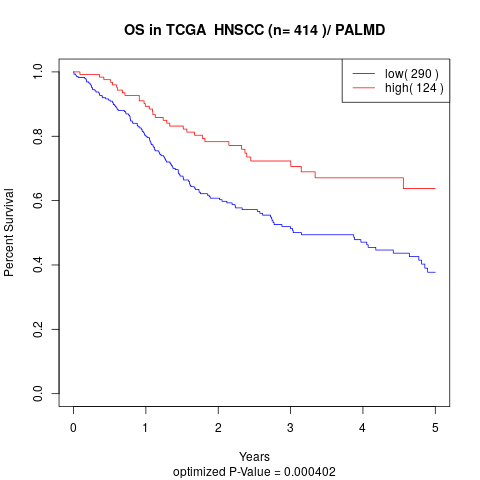 OS in TCGA  HNSCC (n= 414 )/ PALMD
low( 290 )
high( 124 )
Percent Survival
1.0
0.8
0.6
0.4
0.2
0.0
0 1 2 3 4 5
Years
optimized P-Value = 0.000402